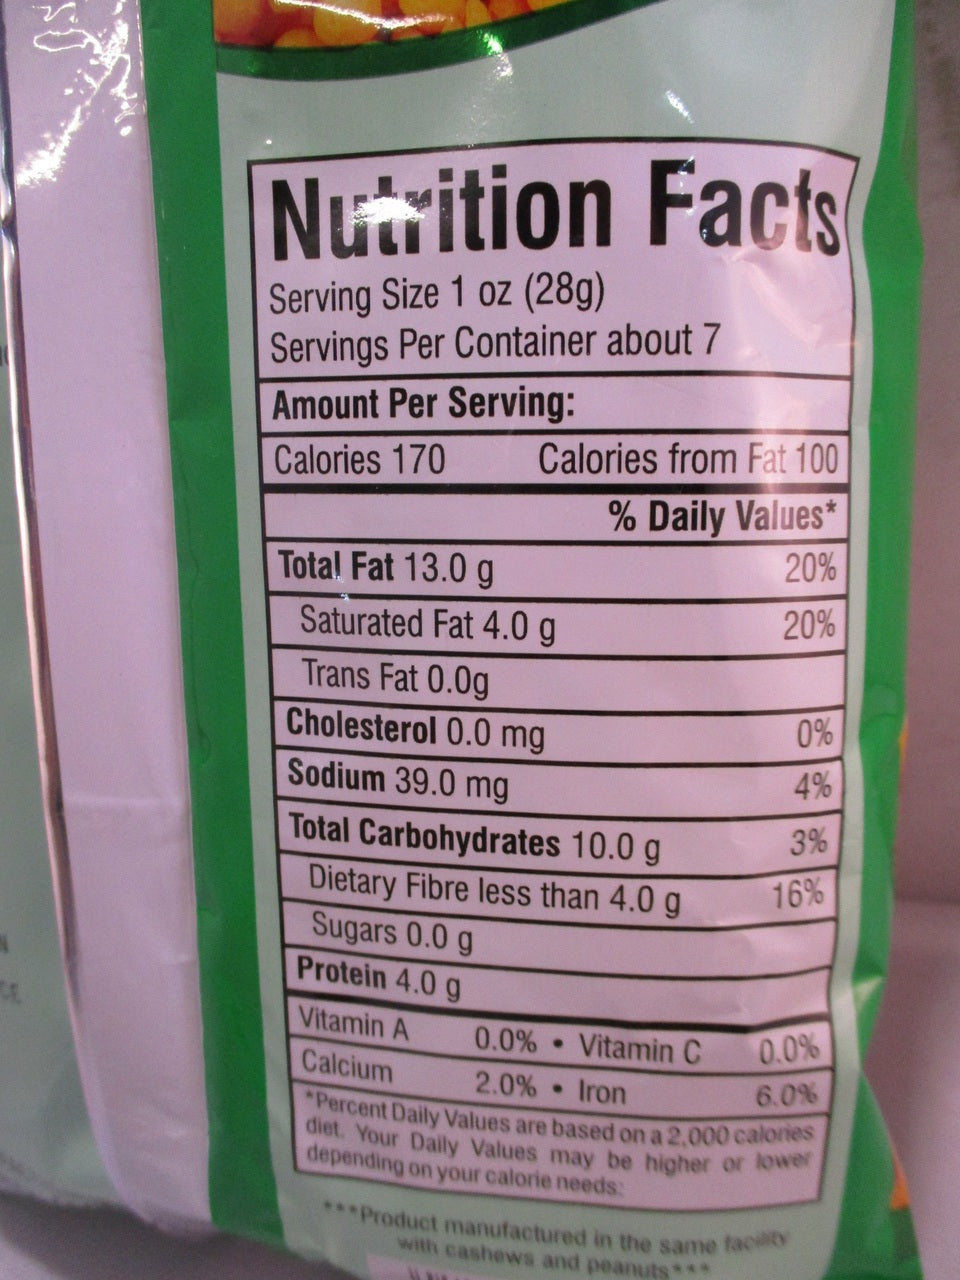 Nutrition Facts
Serving Size 1 oz (28g)
Servings Per Container about 7
Amount Per Serving:
Calories 170 Calories from Fat 100
% Daily Values*
Total Fat 13.0 g 20%
Saturated Fat 4.0 g 20%
Trans Fat 0.0g
Cholesterol 0.0 mg 0%
Sodium 39.0 mg 4%
Total Carbohydrates 10.0 g 3%
Dietary Fibre less than 4.0 g 16%
Sugars 0.0 g
Protein 4.0 g
Vitamin A 0.0% • Vitamin C 0.0%
Calcium 2.0% • Iron 6.0%
*Percent Daily Values are based on a 2,000 calories
diet. Your Daily Values may be higher or lower
depending on your calorie needs:
***Product manufactured in the same facility
with cashews and peanuts***